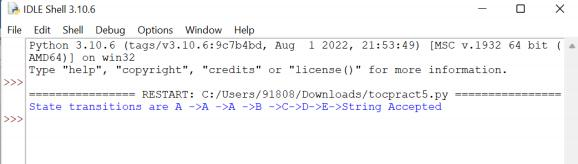 IDLE Shell 3.10.6
File Edit Shell Debug Options Window Help
Python 3.10.6 (tags/v3.10.6:9c7b4bd, Aug  1 2022, 21:53:49) [MSC v.1932 64 bit (
AMD64)] on win32
Type "help", "copyright", "credits" or "license()" for more information.
>>>
================ RESTART: C:/Users/91808/Downloads/tocpract5.py ================
State transitions are A ->A ->A ->B ->C->D->E->String Accepted
>>>